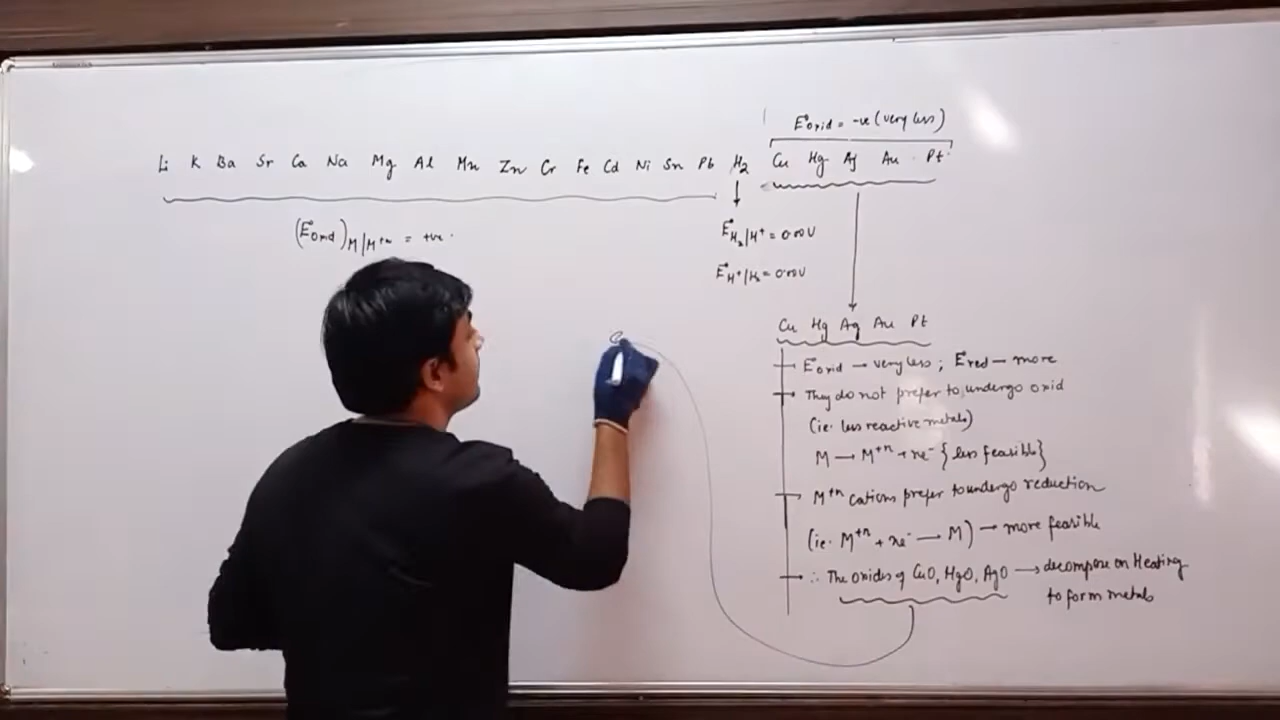 E°oxid = -ve (very less)
Li K Ba Sr Ca Na Mg Al Mn Zn Cr Fe Cd Ni Sn Pb H₂ Cu Hg Ag Au Pt
(E°oxid)M/M⁺ⁿ = +ve
E°H₂/H⁺ = 0.00V
E°H⁺/H₂ = 0.00V
Cu Hg Ag Au Pt
E°oxid → very less ; E°red → more
They do not prefer to undergo oxid
(ie. less reactive metals)
M → M⁺ⁿ + ne⁻ {less feasible}
M⁺ⁿ cations prefer to undergo reduction
(ie. M⁺ⁿ + ne⁻ → M) → more feasible
∴ The oxides of CuO, HgO, AgO → decompose on Heating
to form metals